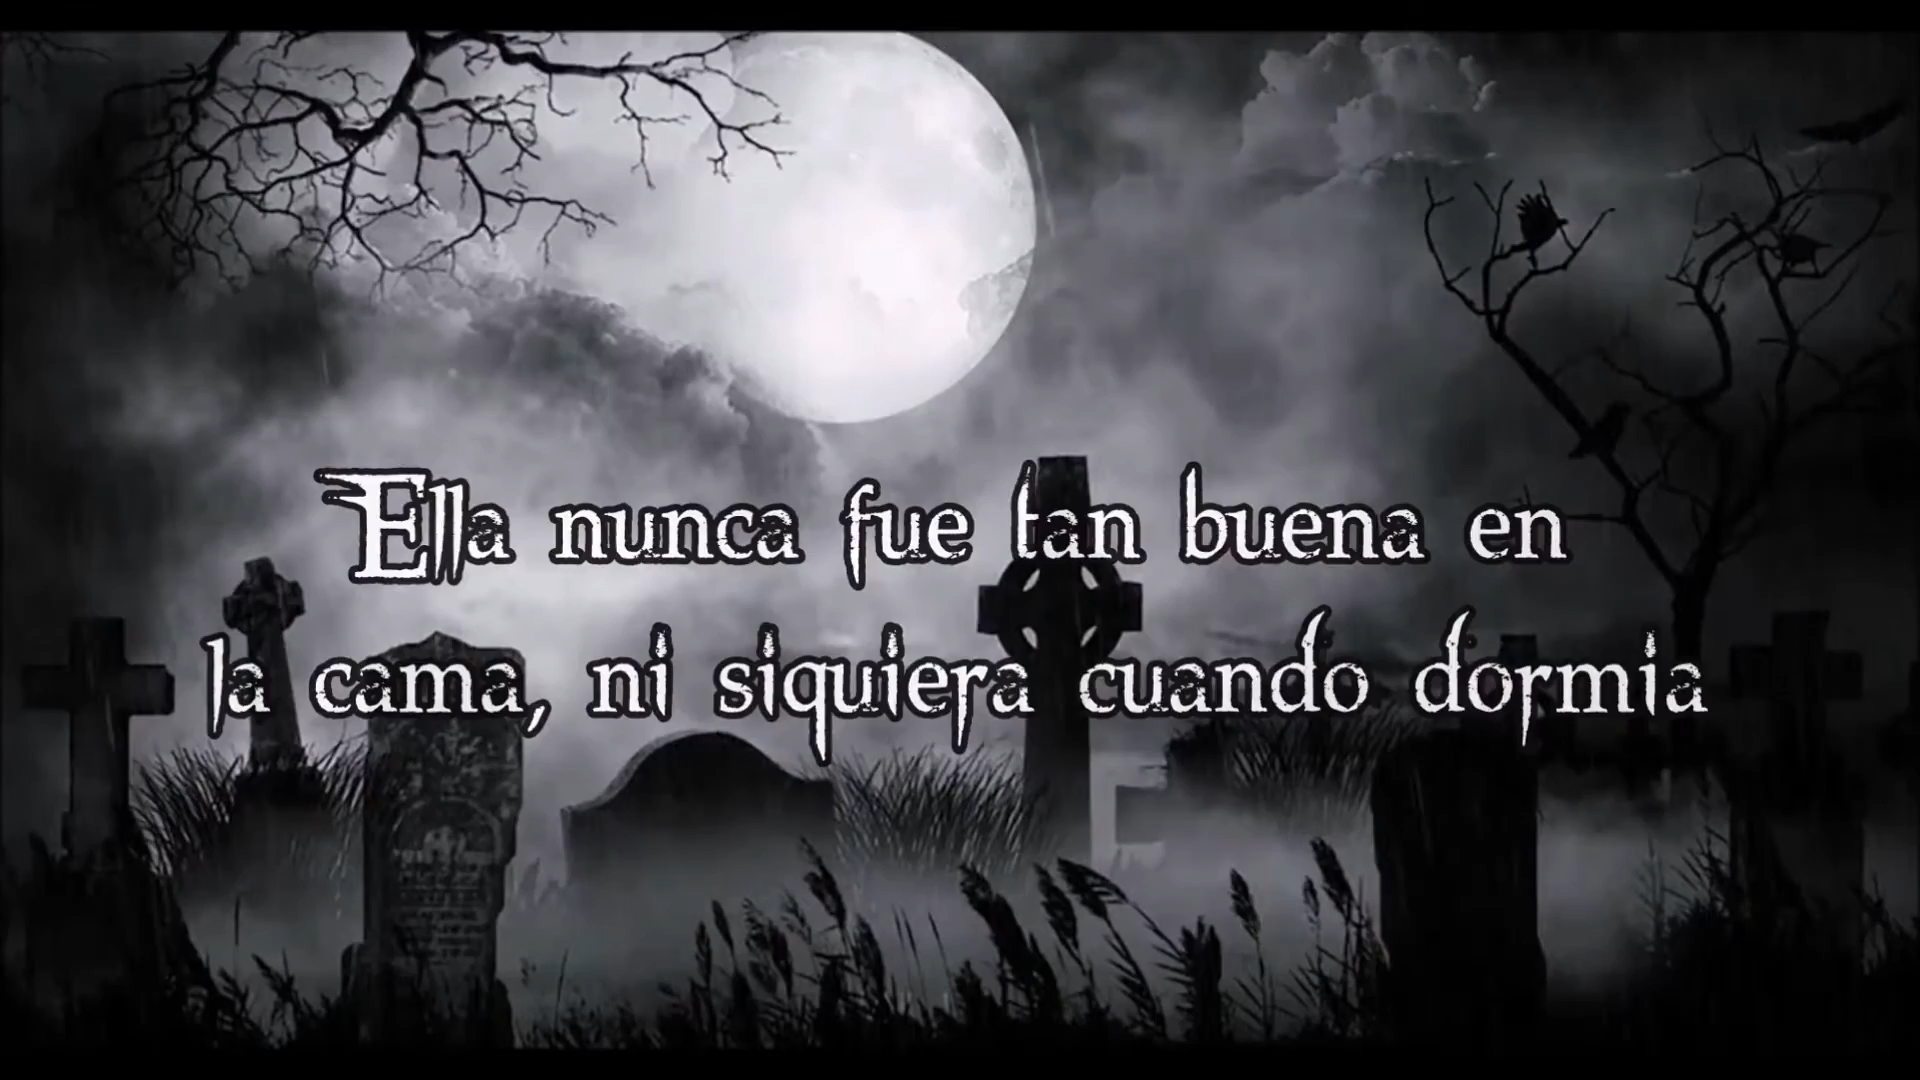 Ella nunca fue tan buena en
la cama, ni siquiera cuando dormia